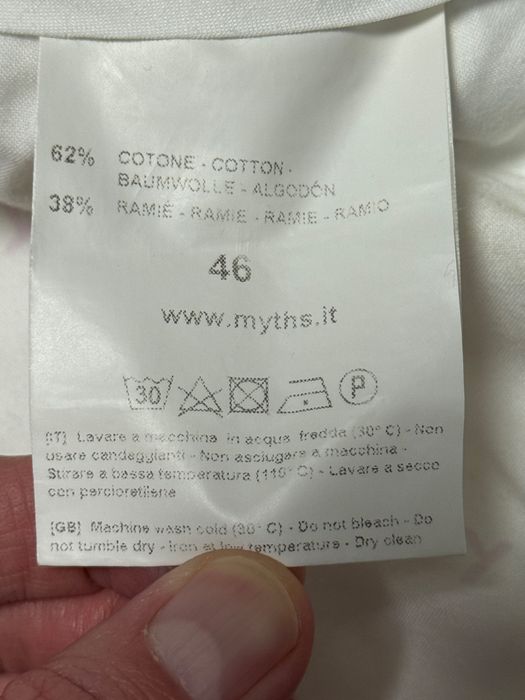 62% COTONE - COTTON -
BAUMWOLLE - ALGODÓN
38% RAMIÉ - RAMIE - RAMIE - RAMIO
46
www.myths.it
30 P
[IT] Lavare a macchina in acqua fredda (30° C) - Non
usare candeggianti - Non asciugare a macchina -
Stirare a bassa temperatura (110° C) - Lavare a secco
con percloretilene
[GB] Machine wash cold (30° C) - Do not bleach - Do
not tumble dry - Iron at low temperature - Dry clean